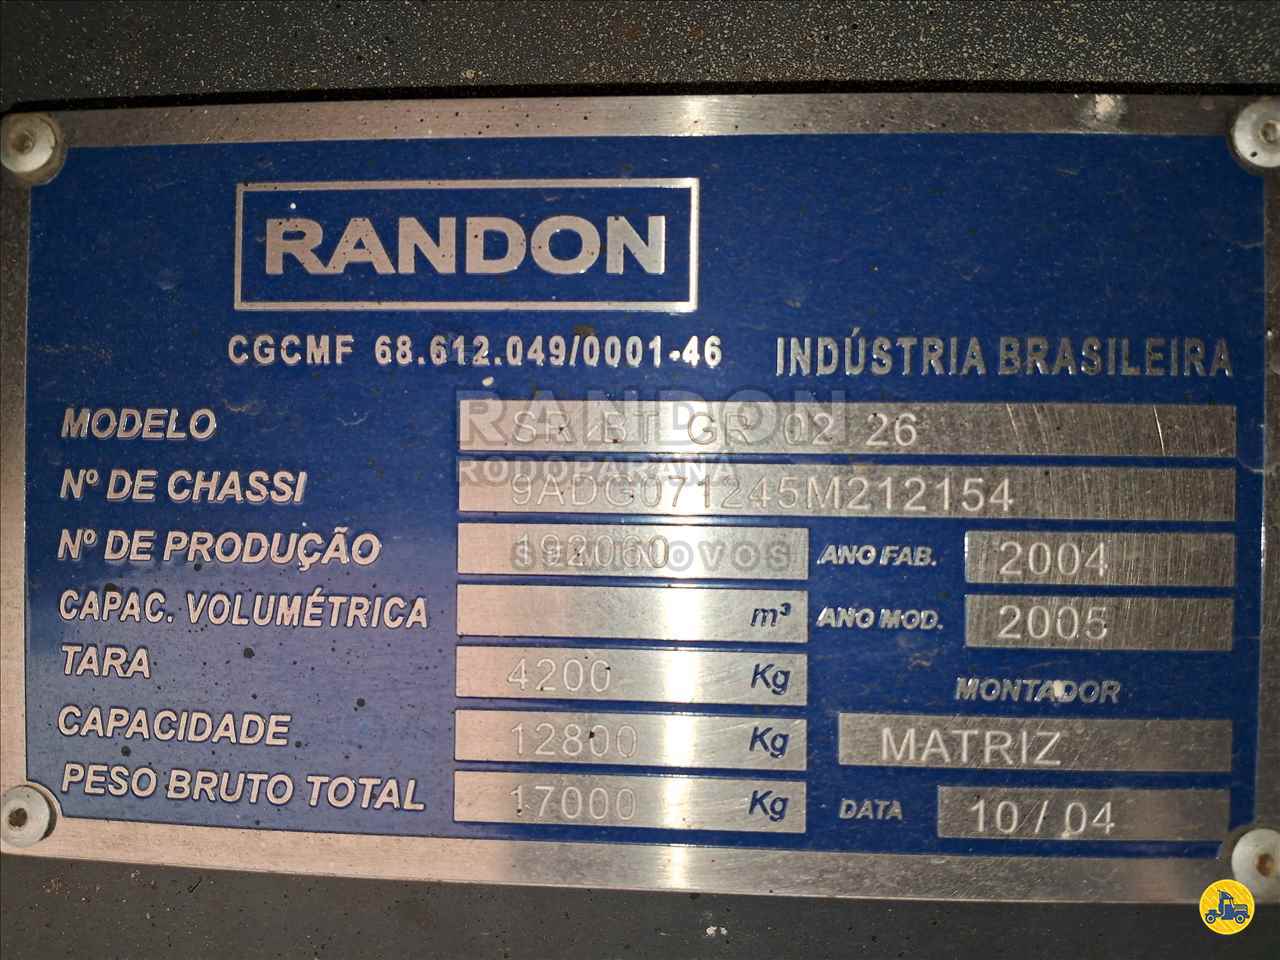 RANDON
CGCMF 68.612.049/0001-46 INDÚSTRIA BRASILEIRA
MODELO SR BT GR 02 26
Nº DE CHASSI 9ADG071245M212154
Nº DE PRODUÇÃO 192060 ANO FAB. 2004
CAPAC. VOLUMÉTRICA m³ ANO MOD. 2005
TARA 4200 Kg
MONTADOR
CAPACIDADE 12800 Kg MATRIZ
PESO BRUTO TOTAL 17000 Kg DATA 10/04
RANDON
RODOPARANÁ
SEMINOVOS